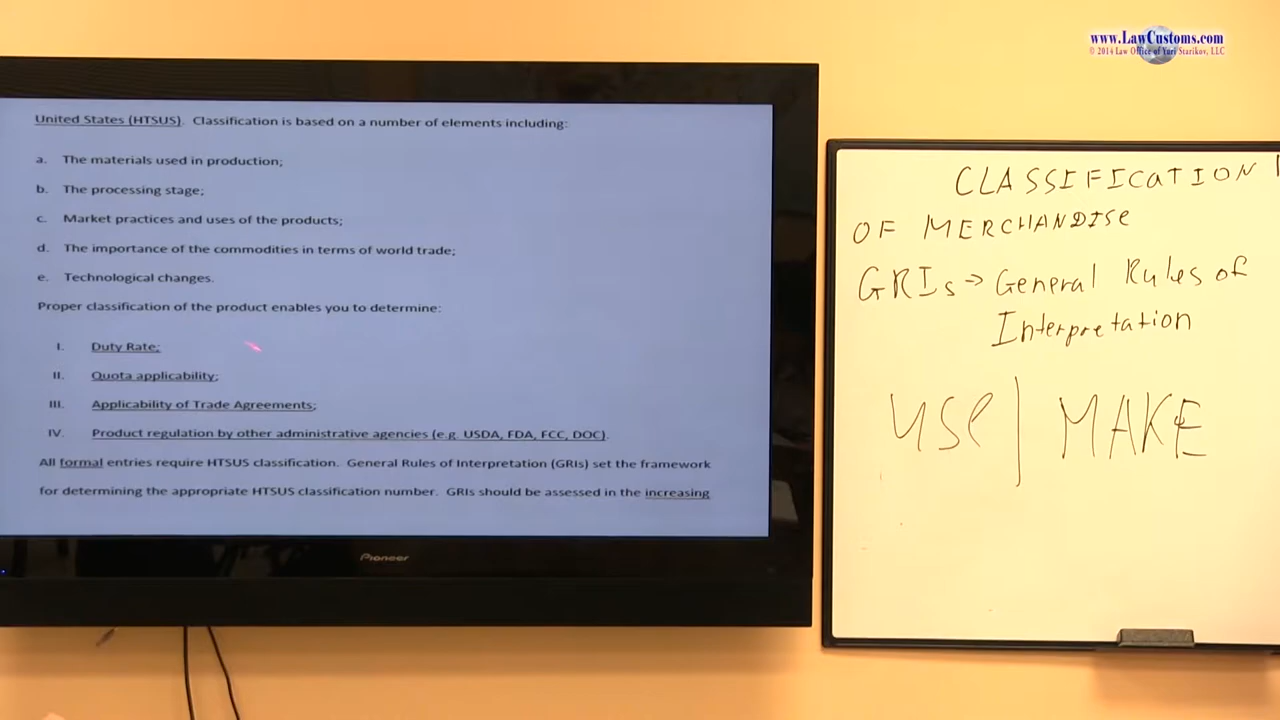 www.LawCustoms.com
© 2014 Law Office of Yuri Starikov, LLC
United States (HTSUS). Classification is based on a number of elements including:
a. The materials used in production;
b. The processing stage;
c. Market practices and uses of the products;
d. The importance of the commodities in terms of world trade;
e. Technological changes.
Proper classification of the product enables you to determine:
I. Duty Rate;
II. Quota applicability;
III. Applicability of Trade Agreements;
IV. Product regulation by other administrative agencies (e.g. USDA, FDA, FCC, DOC).
All formal entries require HTSUS classification. General Rules of Interpretation (GRIs) set the framework
for determining the appropriate HTSUS classification number. GRIs should be assessed in the increasing
Pioneer
CLASSIFICATION
OF MERCHANDISE
GRIs ⇒ General Rules of
Interpretation
USE | MAKE